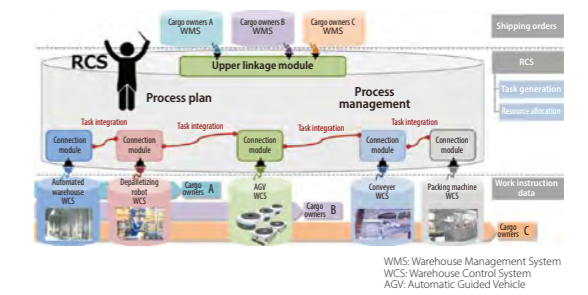 Cargo owners A
WMS
Cargo owners B
WMS
Cargo owners C
WMS
Shipping orders
RCS
Upper linkage module
RCS
Process plan
Process
management
Task generation
Resource allocation
Task integration
Task integration
Task integration
Task integration
Connection
module
Connection
module
Connection
module
Connection
module
Connection
module
Automated
warehouse
WCS
Depalletizing
robot
WCS
Cargo
owners A
AGV
WCS
Cargo
owners B
Conveyer
WCS
Packing machine
WCS
Cargo
owners C
Work instruction
data
WMS: Warehouse Management System
WCS: Warehouse Control System
AGV: Automatic Guided Vehicle